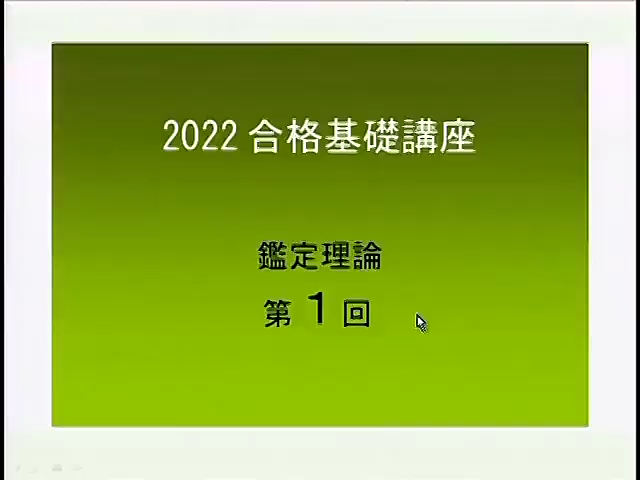 2022 合格基礎講座
鑑定理論
第 1 回